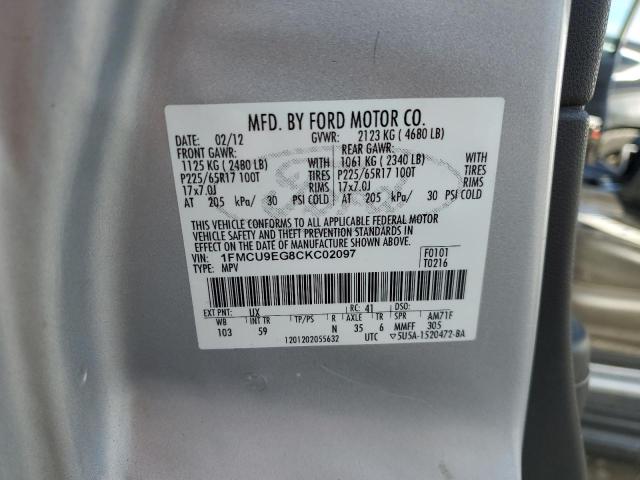 MFD. BY FORD MOTOR CO.
DATE: 02/12 GVWR: 2123 KG ( 4680 LB)
FRONT GAWR: REAR GAWR:
1125 KG ( 2480 LB) WITH 1061 KG ( 2340 LB) WITH
P225/65R17 100T TIRES P225/65R17 100T TIRES
17x7.0J RIMS 17x7.0J RIMS
AT 205 kPa/ 30 PSI COLD AT 205 kPa/ 30 PSI COLD
THIS VEHICLE CONFORMS TO ALL APPLICABLE FEDERAL MOTOR
VEHICLE SAFETY AND THEFT PREVENTION STANDARDS IN EFFECT
ON THE DATE OF MANUFACTURE SHOWN ABOVE.
VIN: 1FMCU9EG8CKC02097 F0101
TYPE: MPV T0216
EXT PNT: UX RC: 41 DSO:
WB INT TR TP/PS R AXLE TR SPR AM71F
103 59 N 35 6 MMFF 305
1201202055632 UTC ▽5U5A-1520472-BA